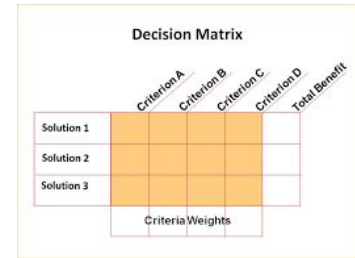 Decision Matrix
Criterion A
Criterion B
Criterion C
Criterion D
Total Benefit
Solution 1
Solution 2
Solution 3
Criteria Weights